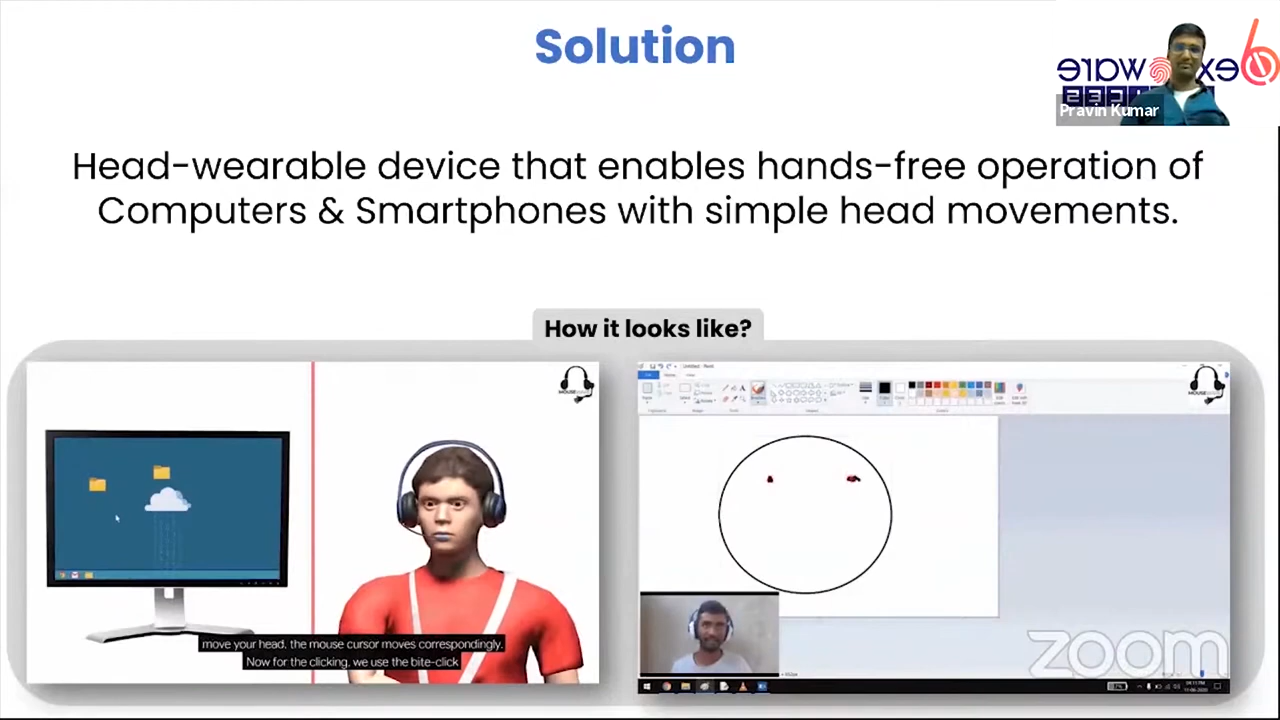 Solution
Pravin Kumar
Head-wearable device that enables hands-free operation of
Computers & Smartphones with simple head movements.
How it looks like?
MOUSE
move your head, the mouse cursor moves correspondingly.
Now for the clicking, we use the bite-click
MOUSE
zoom